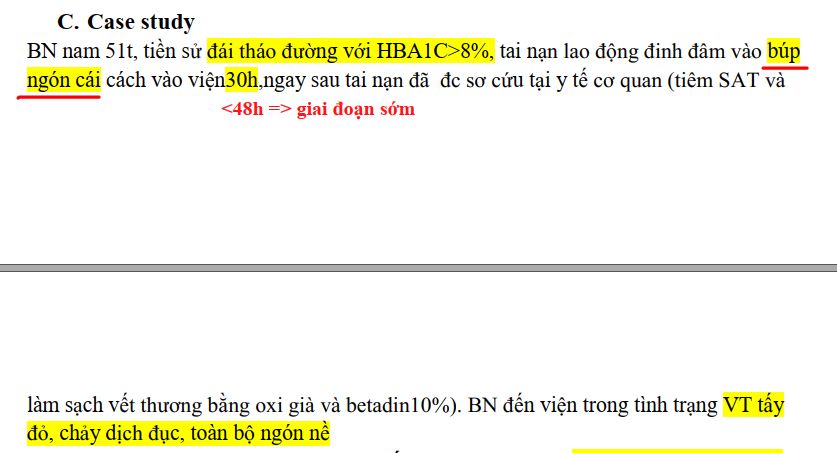 C. Case study
BN nam 51t, tiền sử đái tháo đường với HBA1C>8%, tai nạn lao động đinh đâm vào búp
ngón cái cách vào viện30h,ngay sau tai nạn đã đc sơ cứu tại y tế cơ quan (tiêm SAT và
<48h => giai đoạn sớm
làm sạch vết thương bằng oxi già và betadin10%). BN đến viện trong tình trạng VT tấy
đỏ, chảy dịch đục, toàn bộ ngón nề